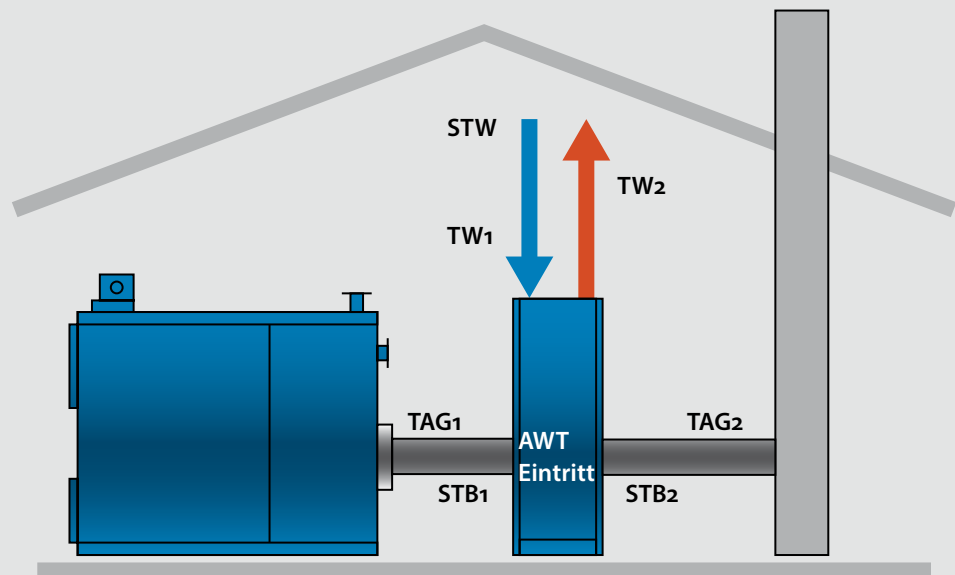 STW
TW2
TW1
TAG1
TAG2
AWT
Eintritt
STB1
STB2